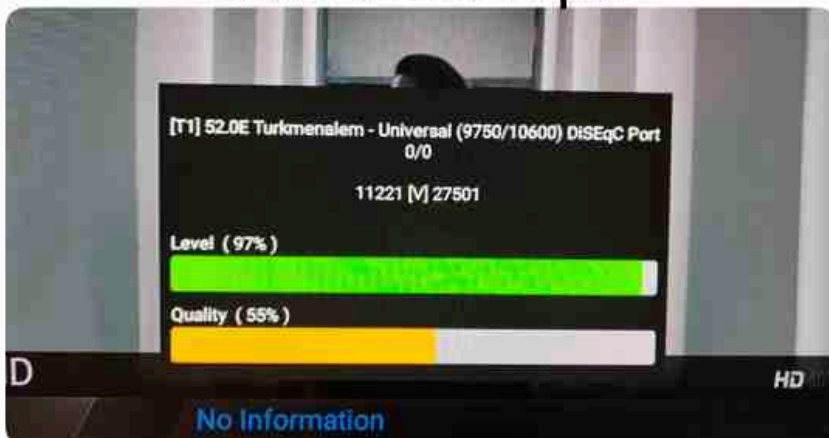 [T1] 52.0E Turkmenalem - Universal (9750/10600) DiSEqC Port
0/0
11221 [V] 27501
Level ( 97% )
Quality ( 55% )
D
HD
No Information